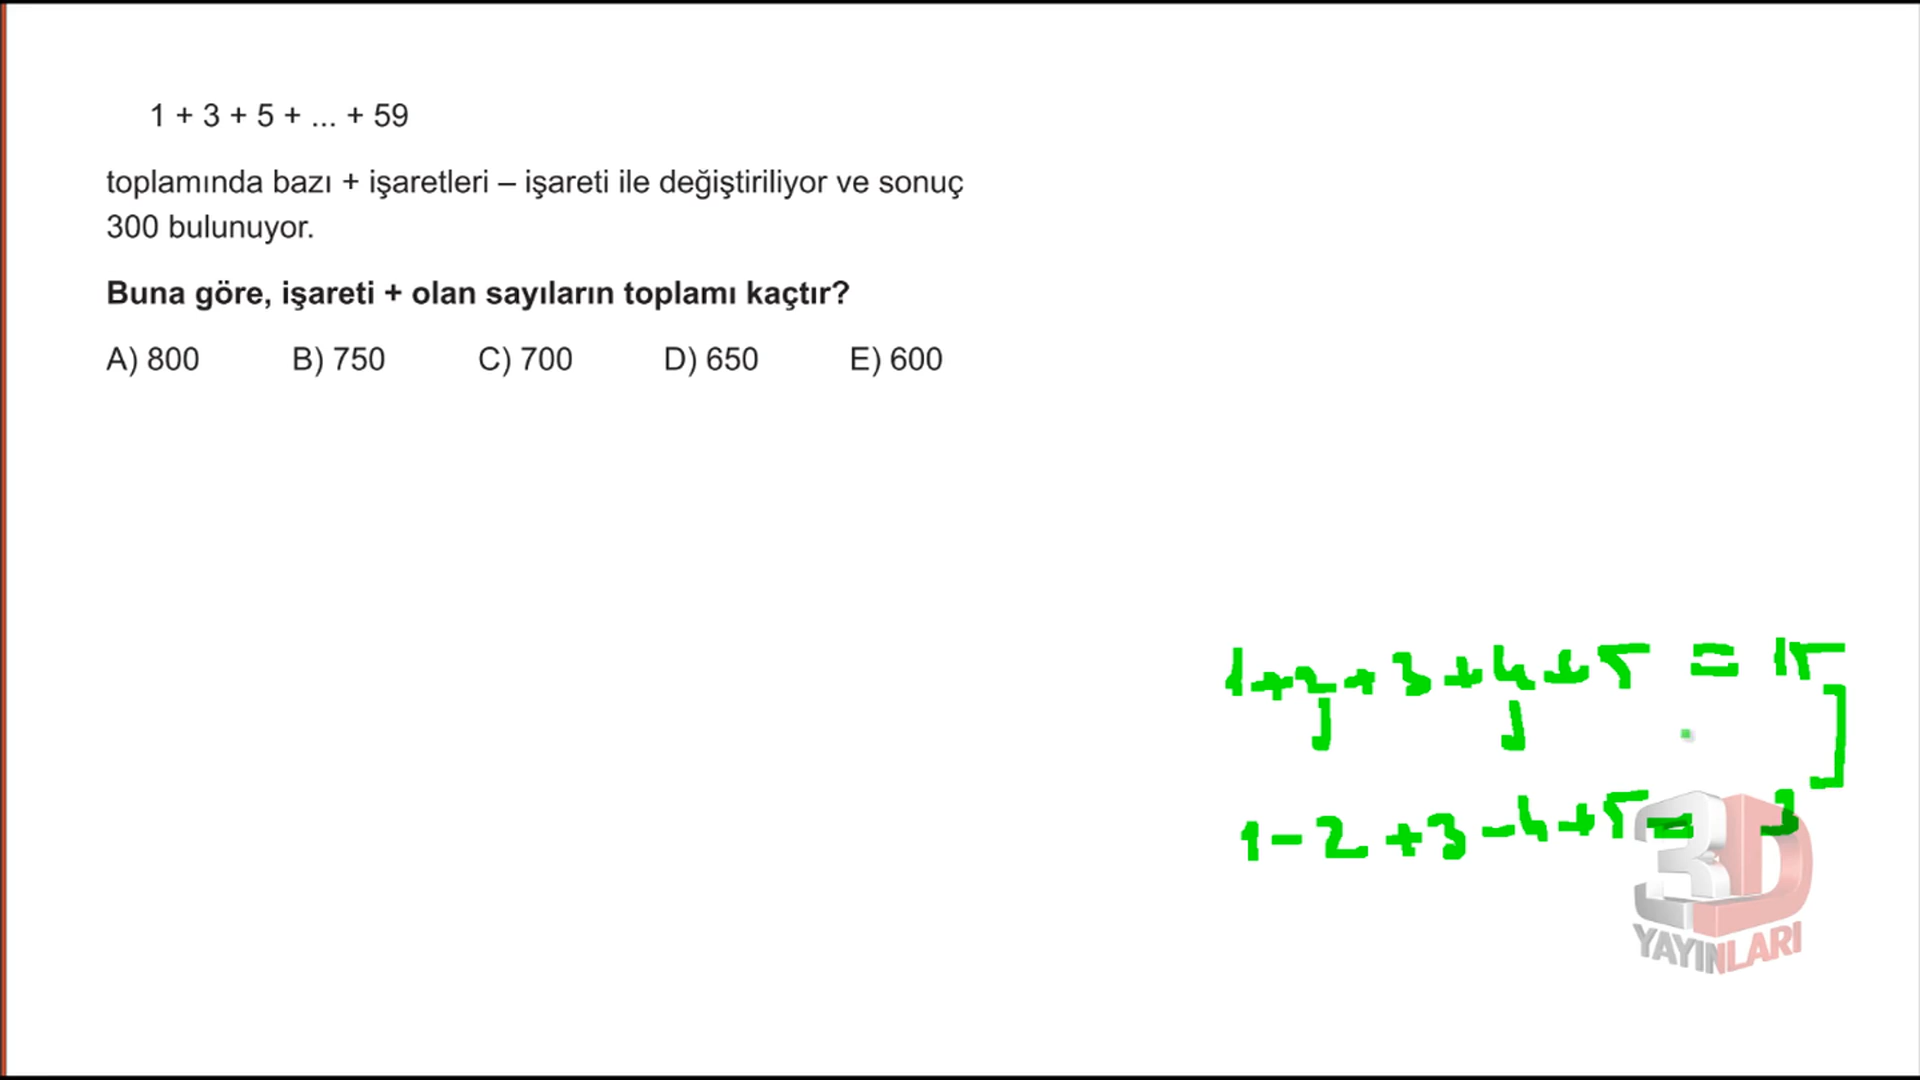 1 + 3 + 5 + ... + 59
toplamında bazı + işaretleri – işareti ile değiştiriliyor ve sonuç
300 bulunuyor.
Buna göre, işareti + olan sayıların toplamı kaçtır?
A) 800 B) 750 C) 700 D) 650 E) 600
1+2+3+4+5 = 15
1-2+3-4+5= 3
3D
YAYINLARI